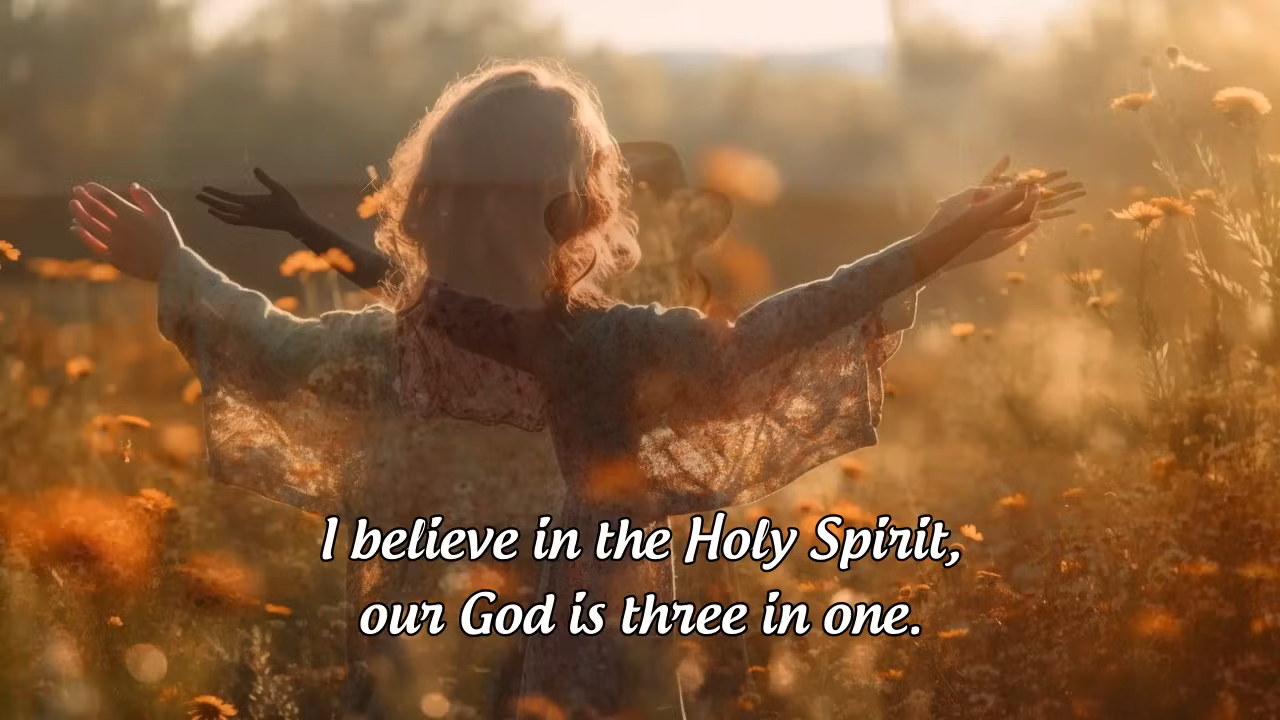 I believe in the Holy Spirit,
our God is three in one.